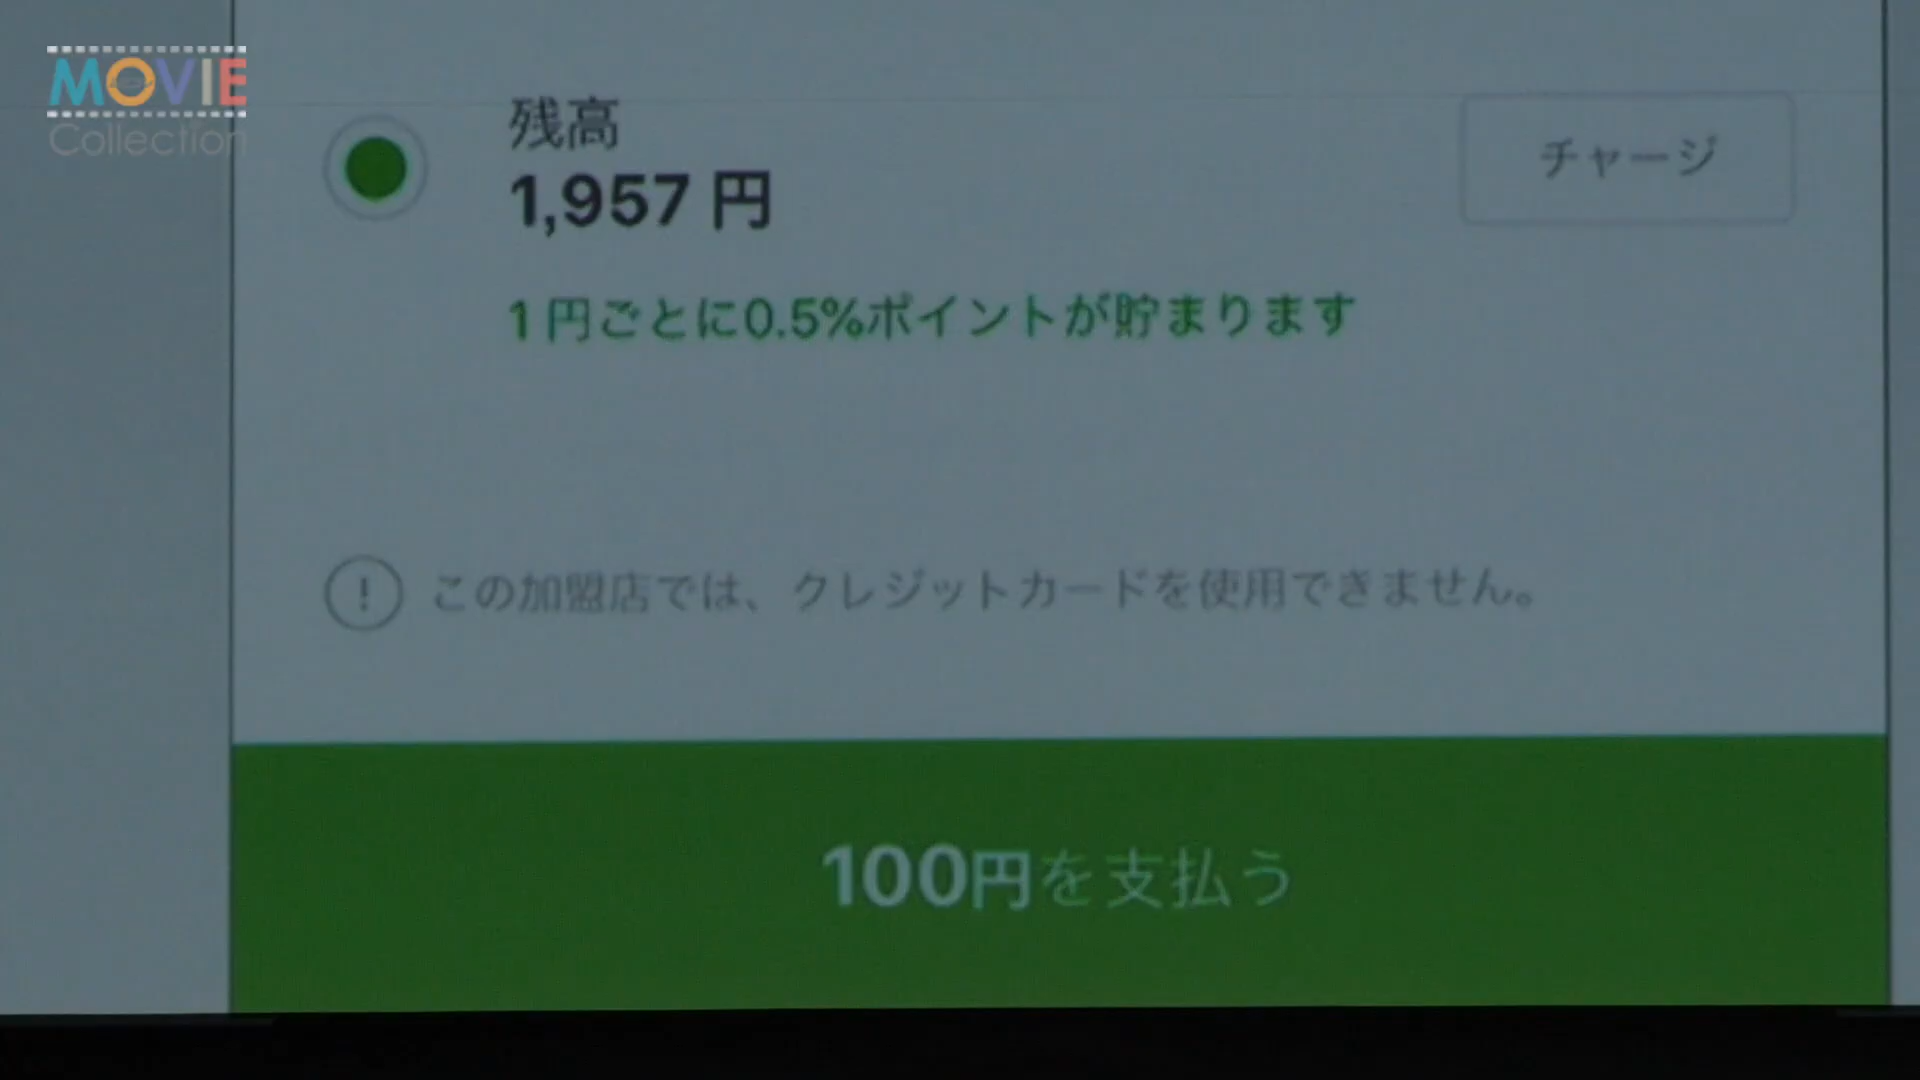 MOVIE
Collection
残高
1,957 円
チャージ
1円ごとに0.5%ポイントが貯まります
! この加盟店では、クレジットカードを使用できません。
100円を支払う